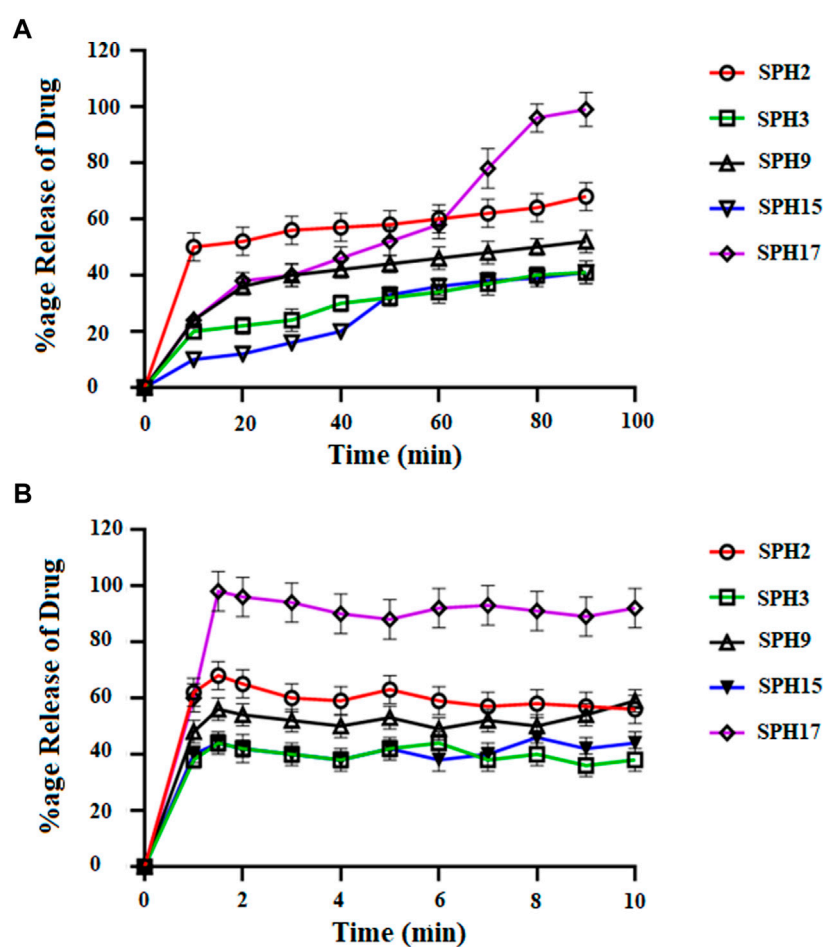 A
%age Release of Drug
120
100
80
60
40
20
0
0 20 40 60 80 100
Time (min)
SPH2
SPH3
SPH9
SPH15
SPH17
B
%age Release of Drug
120
100
80
60
40
20
0
0 2 4 6 8 10
Time (min)
SPH2
SPH3
SPH9
SPH15
SPH17